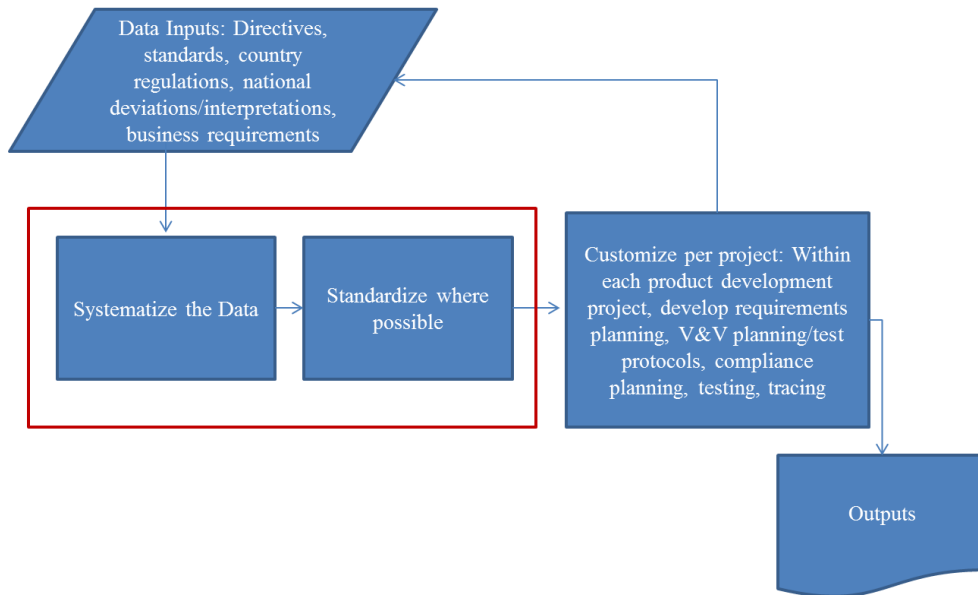 Data Inputs: Directives,
standards, country
regulations, national
deviations/interpretations,
business requirements
Systematize the Data
Standardize where
possible
Customize per project: Within
each product development
project, develop requirements
planning, V&V planning/test
protocols, compliance
planning, testing, tracing
Outputs